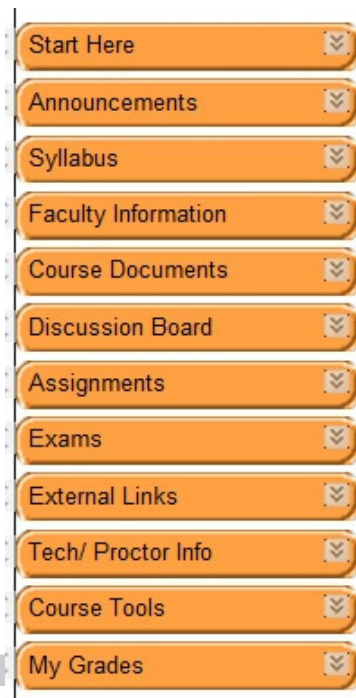 Start Here
Announcements
Syllabus
Faculty Information
Course Documents
Discussion Board
Assignments
Exams
External Links
Tech/ Proctor Info
Course Tools
My Grades